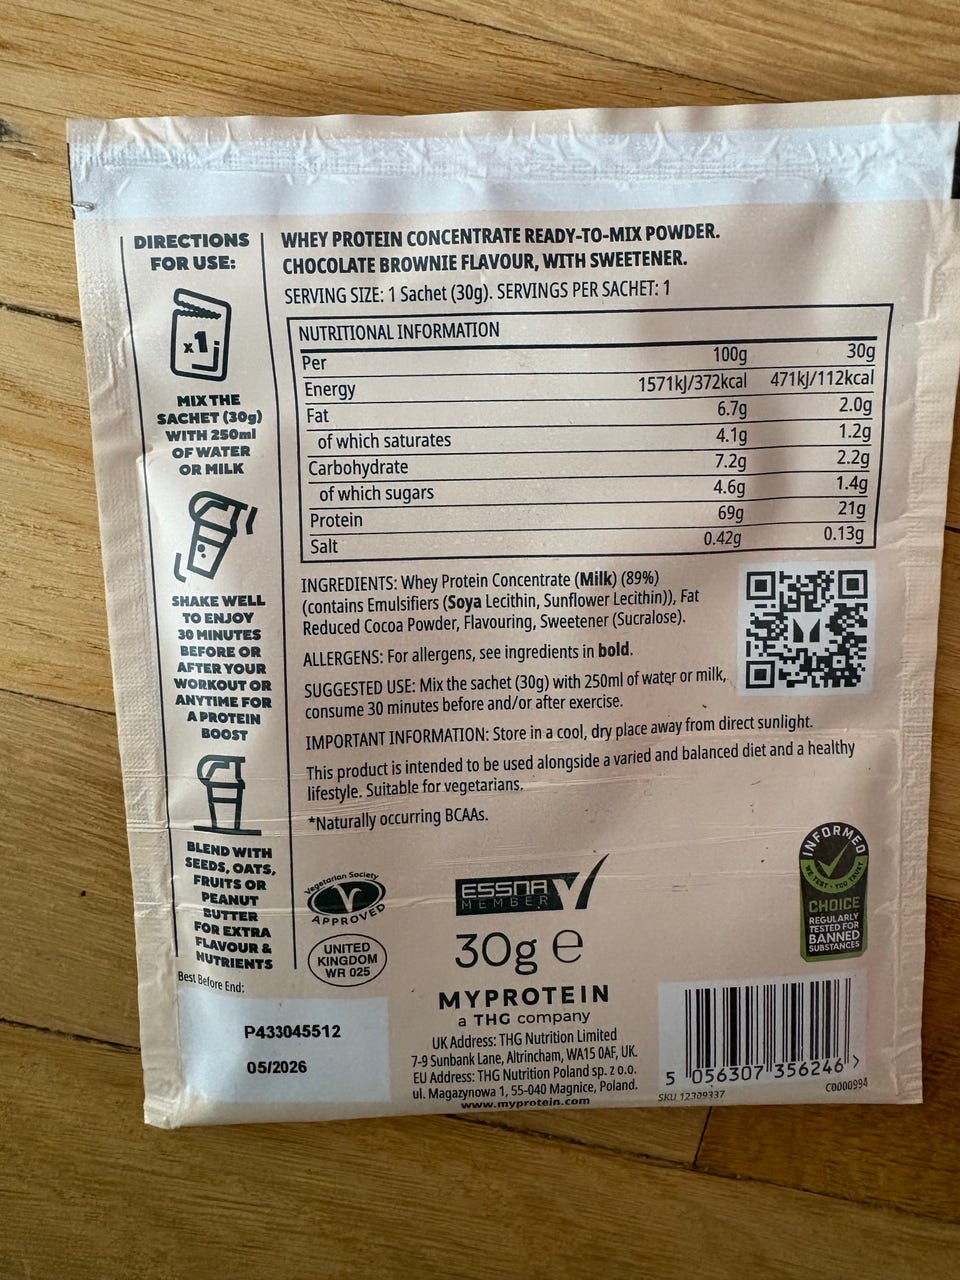 DIRECTIONS
FOR USE:
x1
MIX THE
SACHET (30g)
WITH 250ml
OF WATER
OR MILK
SHAKE WELL
TO ENJOY
30 MINUTES
BEFORE OR
AFTER YOUR
WORKOUT OR
ANYTIME FOR
A PROTEIN
BOOST
BLEND WITH
SEEDS, OATS,
FRUITS OR
PEANUT
BUTTER
FOR EXTRA
FLAVOUR &
NUTRIENTS
WHEY PROTEIN CONCENTRATE READY-TO-MIX POWDER.
CHOCOLATE BROWNIE FLAVOUR, WITH SWEETENER.
SERVING SIZE: 1 Sachet (30g). SERVINGS PER SACHET: 1
NUTRITIONAL INFORMATION
Per 100g 30g
Energy 1571kJ/372kcal 471kJ/112kcal
Fat 6.7g 2.0g
of which saturates 4.1g 1.2g
Carbohydrate 7.2g 2.2g
of which sugars 4.6g 1.4g
Protein 69g 21g
Salt 0.42g 0.13g
INGREDIENTS: Whey Protein Concentrate (Milk) (89%)
(contains Emulsifiers (Soya Lecithin, Sunflower Lecithin)), Fat
Reduced Cocoa Powder, Flavouring, Sweetener (Sucralose).
ALLERGENS: For allergens, see ingredients in bold.
SUGGESTED USE: Mix the sachet (30g) with 250ml of water or milk,
consume 30 minutes before and/or after exercise.
IMPORTANT INFORMATION: Store in a cool, dry place away from direct sunlight.
This product is intended to be used alongside a varied and balanced diet and a healthy
lifestyle. Suitable for vegetarians.
*Naturally occurring BCAAs.
Vegetarian Society
APPROVED
UNITED
KINGDOM
WR 025
ESSNA
MEMBER
30g e
MYPROTEIN
a THG company
UK Address: THG Nutrition Limited
7-9 Sunbank Lane, Altrincham, WA15 0AF, UK.
EU Address: THG Nutrition Poland sp. z o.o.
ul. Magazynowa 1, 55-040 Magnice, Poland.
www.myprotein.com
INFORMED
WE TEST • YOU TRUST
CHOICE
REGULARLY
TESTED FOR
BANNED
SUBSTANCES
Best Before End:
P433045512
05/2026
5 056307 356246 >
SKU 12309337
C0000994